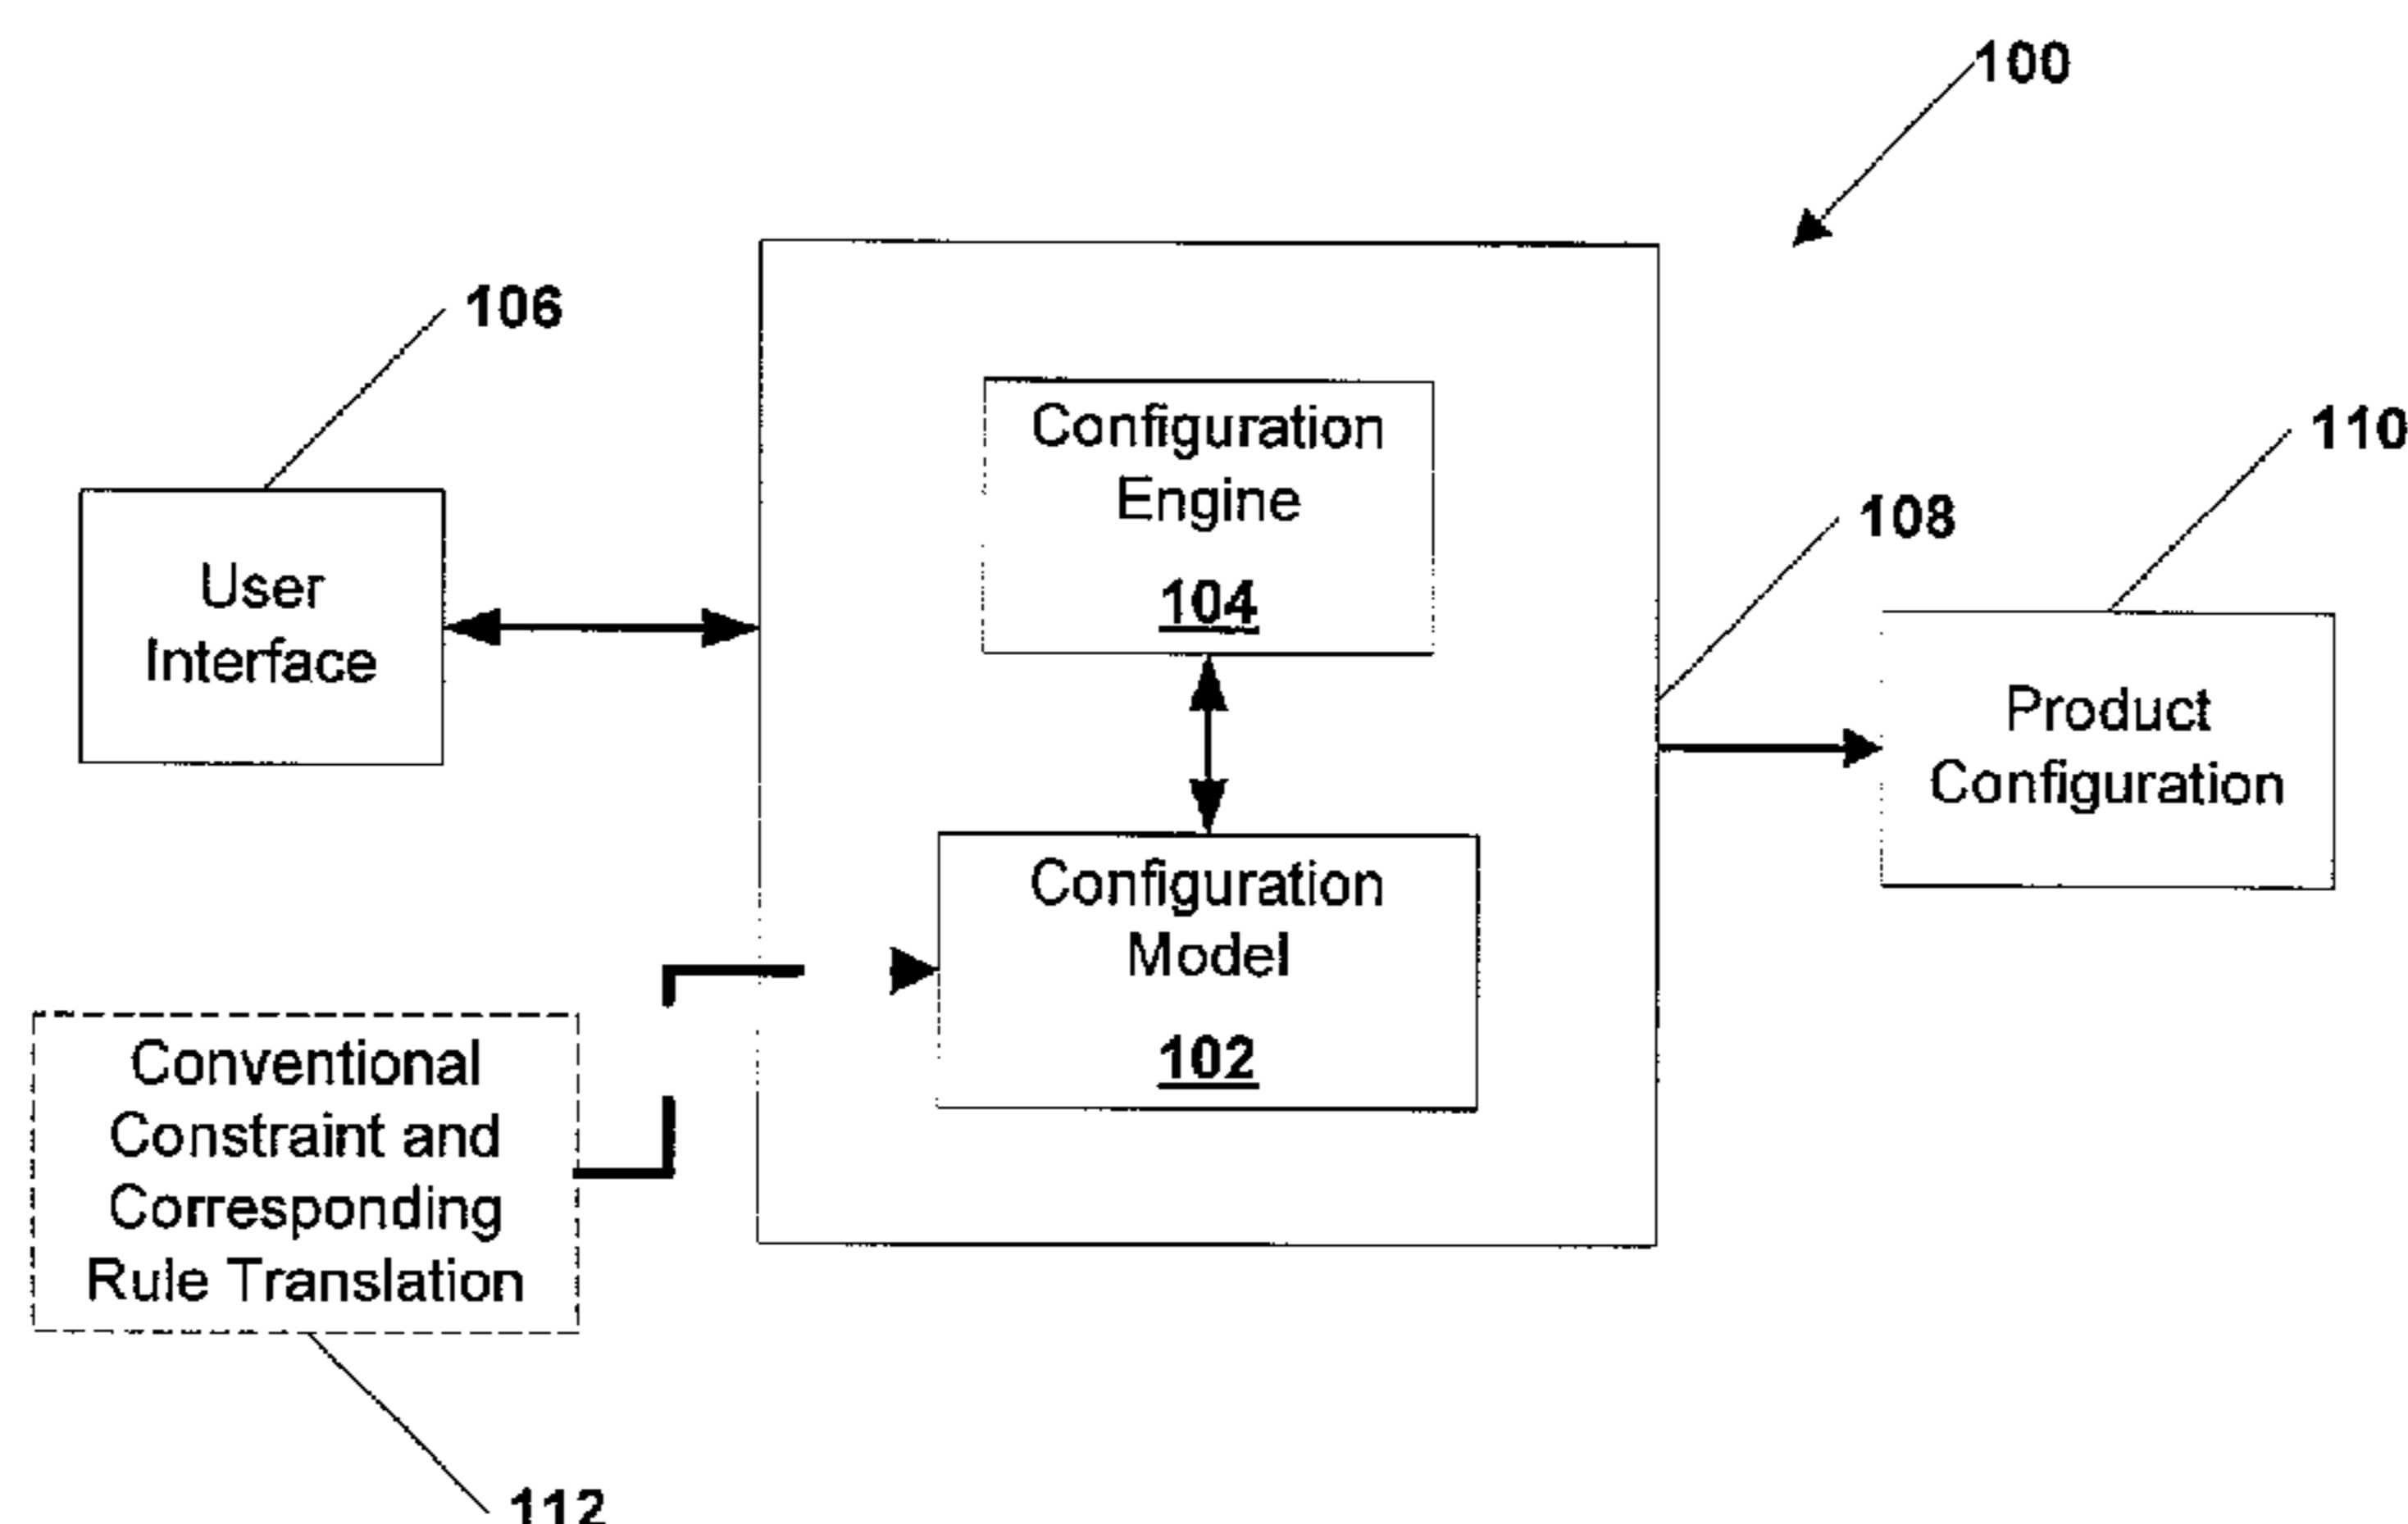 100
106
Configuration
Engine
104
110
108
User
Interface
Product
Configuration
Configuration
Model
102
Conventional
Constraint and
Corresponding
Rule Translation
112